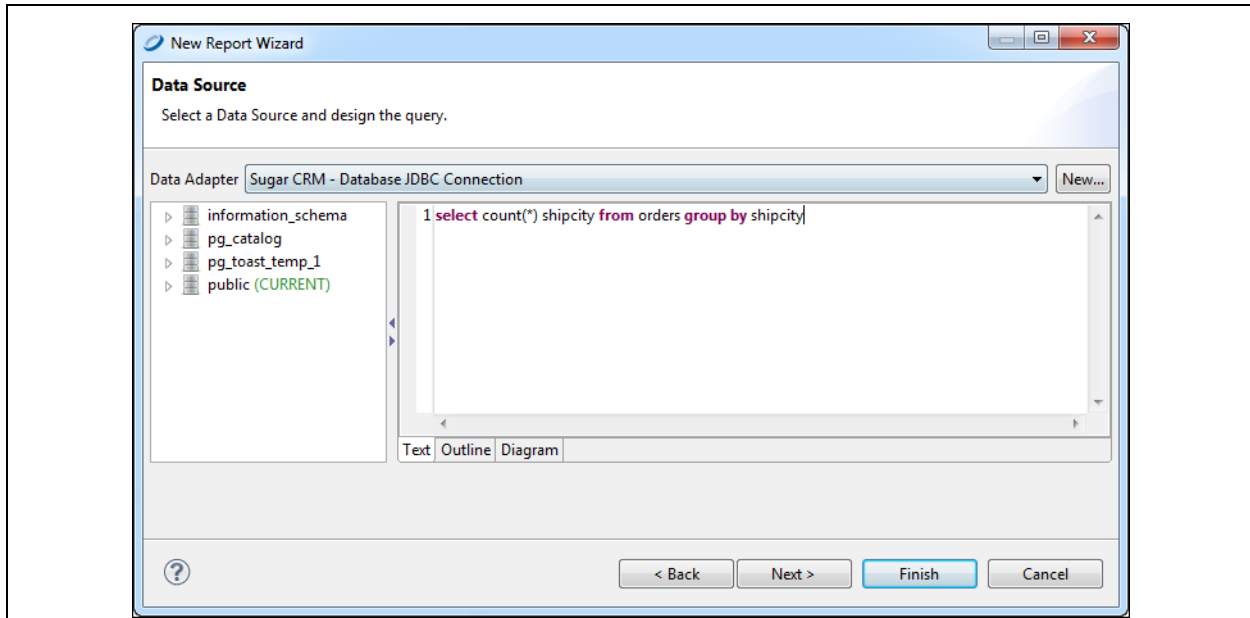 New Report Wizard
Data Source
Select a Data Source and design the query.
Data Adapter Sugar CRM - Database JDBC Connection New...
information_schema
pg_catalog
pg_toast_temp_1
public (CURRENT)
1 select count(*) shipcity from orders group by shipcity
Text Outline Diagram
? < Back Next > Finish Cancel